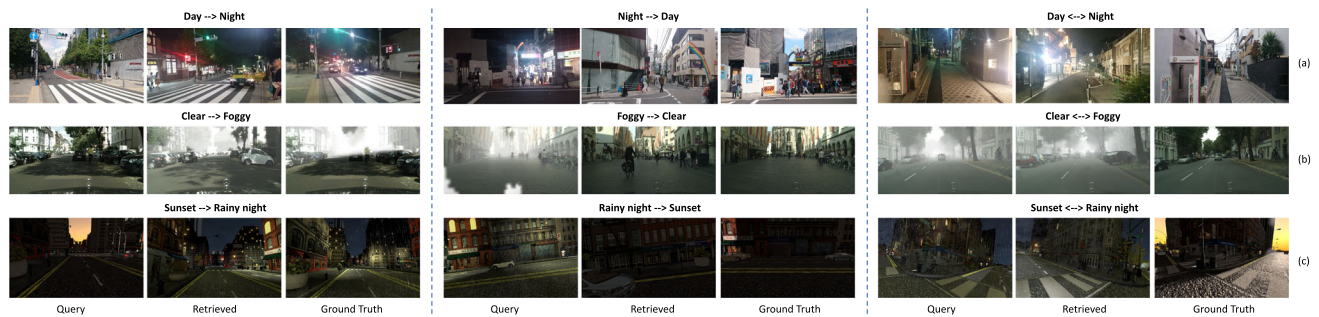 Day --> Night
Night --> Day
Day <--> Night
(a)
Clear --> Foggy
Foggy --> Clear
Clear <--> Foggy
(b)
Sunset --> Rainy night
Rainy night --> Sunset
Sunset <--> Rainy night
(c)
Query
Retrieved
Ground Truth
Query
Retrieved
Ground Truth
Query
Retrieved
Ground Truth